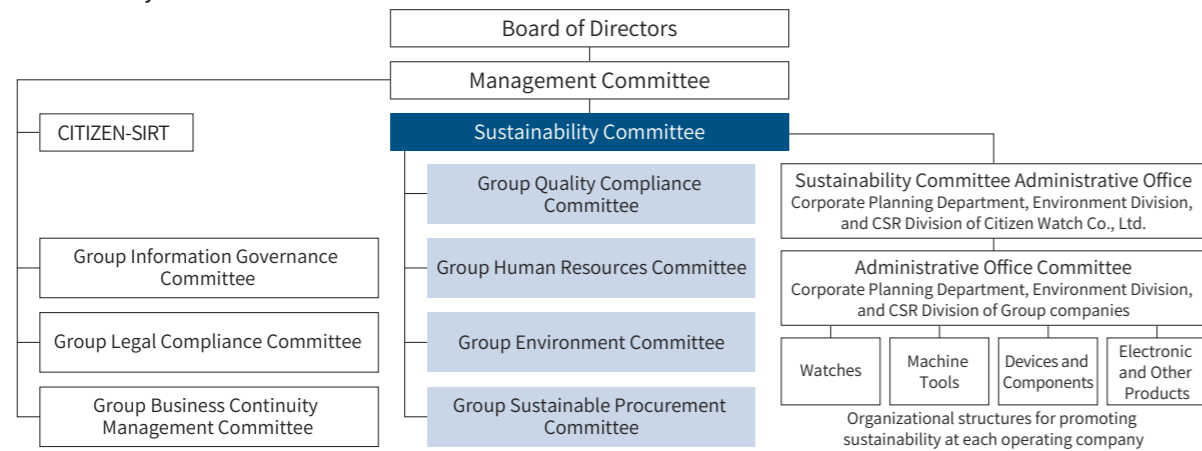 Board of Directors
Management Committee
CITIZEN-SIRT
Group Information Governance
Committee
Group Legal Compliance Committee
Group Business Continuity
Management Committee
Sustainability Committee
Group Quality Compliance
Committee
Group Human Resources Committee
Group Environment Committee
Group Sustainable Procurement
Committee
Sustainability Committee Administrative Office
Corporate Planning Department, Environment Division,
and CSR Division of Citizen Watch Co., Ltd.
Administrative Office Committee
Corporate Planning Department, Environment Division,
and CSR Division of Group companies
Watches
Machine
Tools
Devices and
Components
Electronic
and Other
Products
Organizational structures for promoting
sustainability at each operating company